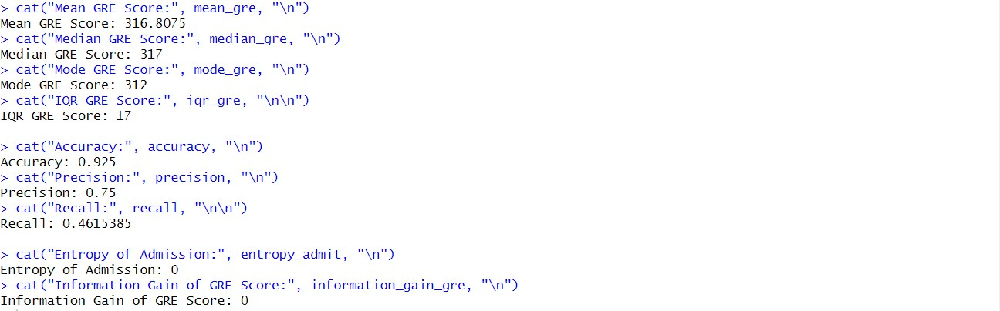 > cat("Mean GRE Score:", mean_gre, "\n")
Mean GRE Score: 316.8075
> cat("Median GRE Score:", median_gre, "\n")
Median GRE Score: 317
> cat("Mode GRE Score:", mode_gre, "\n")
Mode GRE Score: 312
> cat("IQR GRE Score:", iqr_gre, "\n\n")
IQR GRE Score: 17

> cat("Accuracy:", accuracy, "\n")
Accuracy: 0.925
> cat("Precision:", precision, "\n")
Precision: 0.75
> cat("Recall:", recall, "\n\n")
Recall: 0.4615385

> cat("Entropy of Admission:", entropy_admit, "\n")
Entropy of Admission: 0
> cat("Information Gain of GRE Score:", information_gain_gre, "\n")
Information Gain of GRE Score: 0